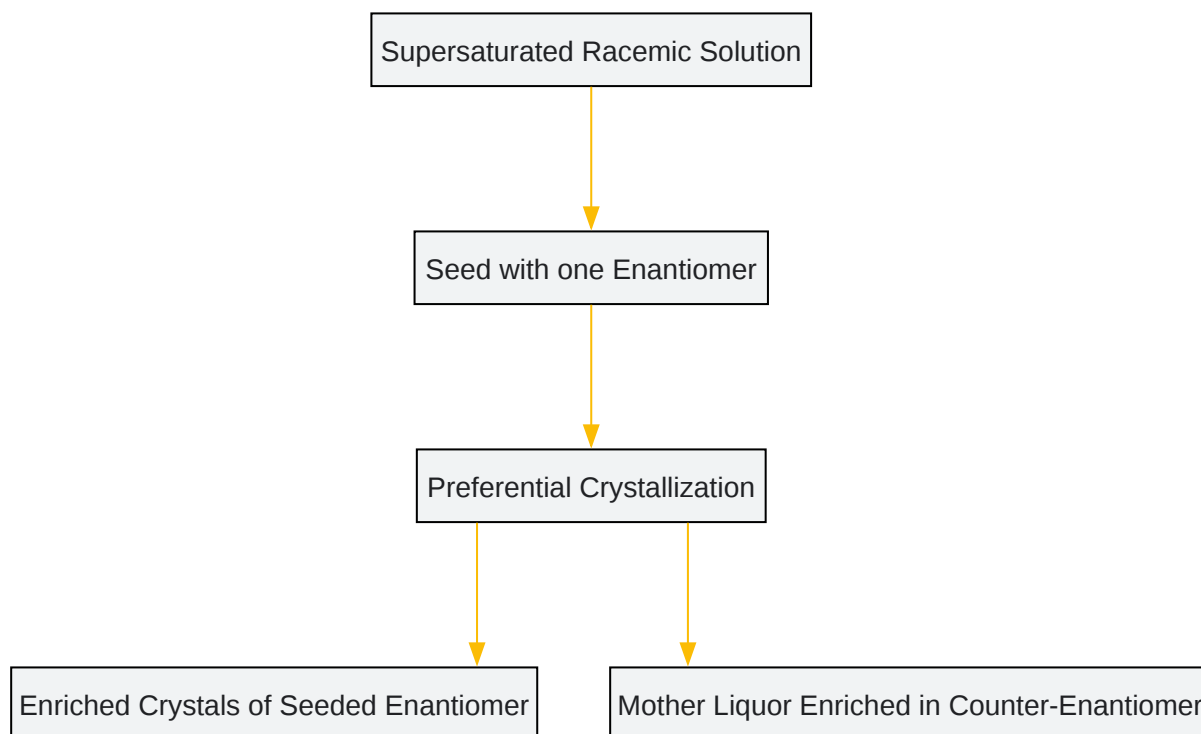 Supersaturated Racemic Solution
Seed with one Enantiomer
Preferential Crystallization
Enriched Crystals of Seeded Enantiomer
Mother Liquor Enriched in Counter-Enantiomer